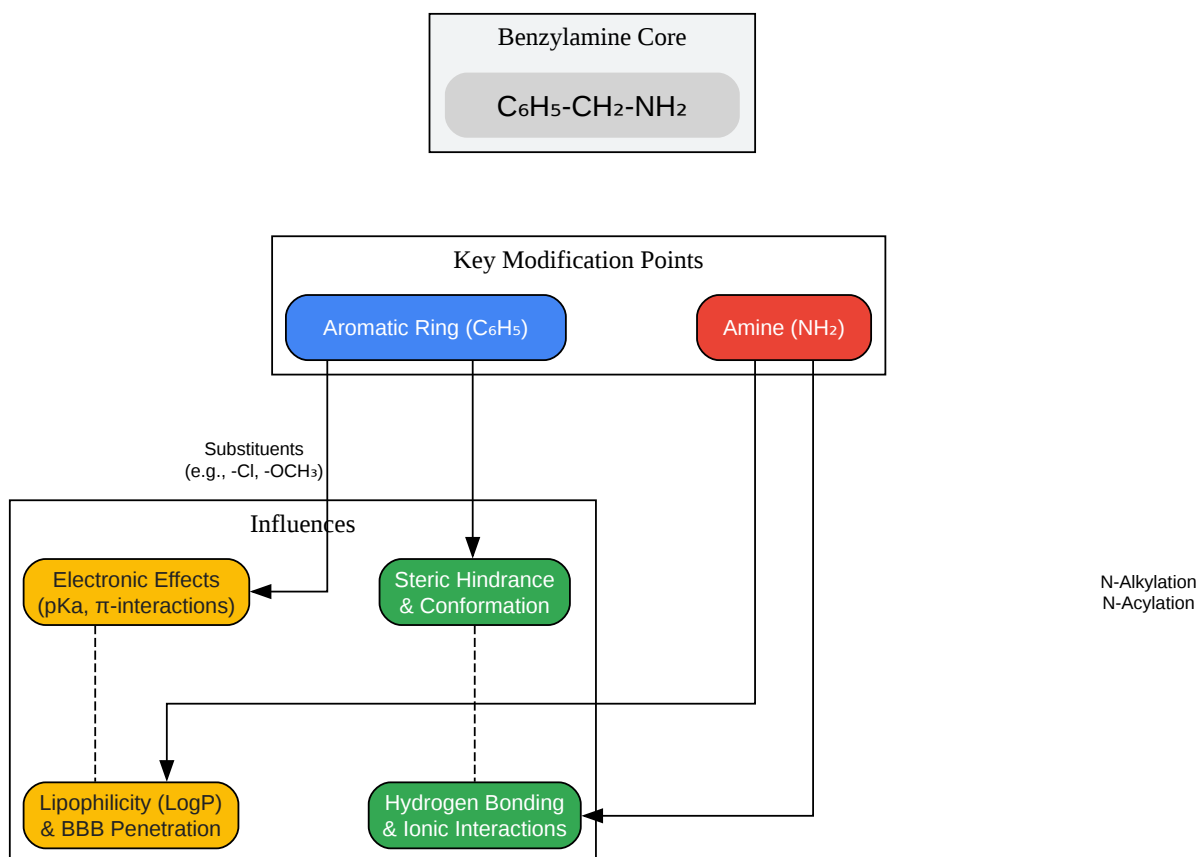 Benzylamine Core
C₆H₅-CH₂-NH₂
Key Modification Points
Aromatic Ring (C₆H₅)
Amine (NH₂)
Substituents
(e.g., -Cl, -OCH₃)
Influences
Electronic Effects
(pKa, π-interactions)
Steric Hindrance
& Conformation
N-Alkylation
N-Acylation
Lipophilicity (LogP)
& BBB Penetration
Hydrogen Bonding
& Ionic Interactions